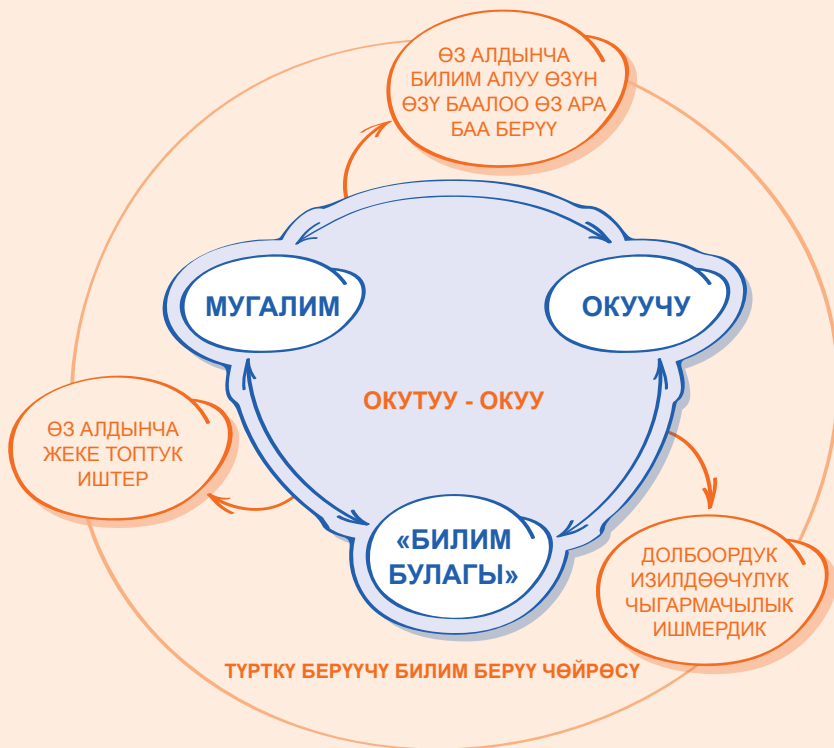 ӨЗ АЛДЫНЧА
БИЛИМ АЛУУ ӨЗҮН
ӨЗҮ БААЛОО ӨЗ АРА
БАА БЕРҮҮ
МУГАЛИМ
ОКУУЧУ
ОКУТУУ - ОКУУ
ӨЗ АЛДЫНЧА
ЖЕКЕ ТОПТУК
ИШТЕР
«БИЛИМ
БУЛАГЫ»
ДОЛБООРДУК
ИЗИЛДӨӨЧҮЛҮК
ЧЫГАРМАЧЫЛЫК
ИШМЕРДИК
ТҮРТКҮ БЕРҮҮЧҮ БИЛИМ БЕРҮҮ ЧӨЙРӨСҮ